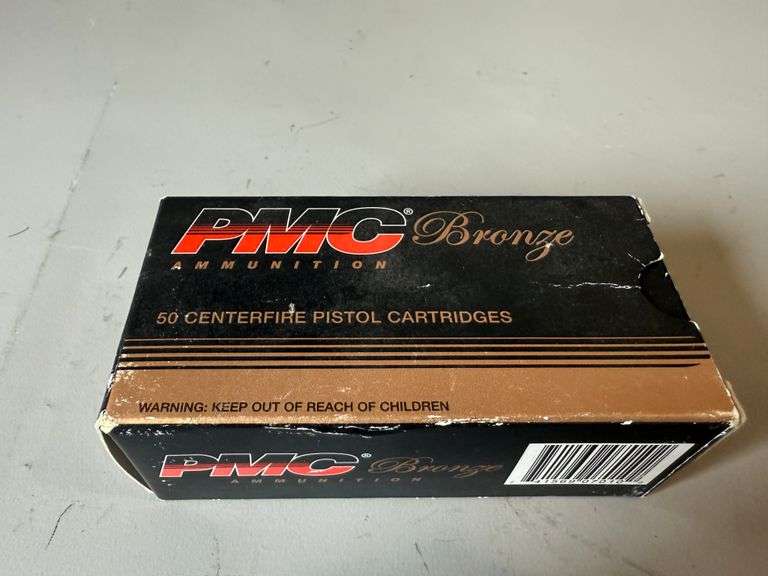 PMC® Bronze
AMMUNITION
50 CENTERFIRE PISTOL CARTRIDGES
WARNING: KEEP OUT OF REACH OF CHILDREN
PMC® Bronze
AMMUNITION